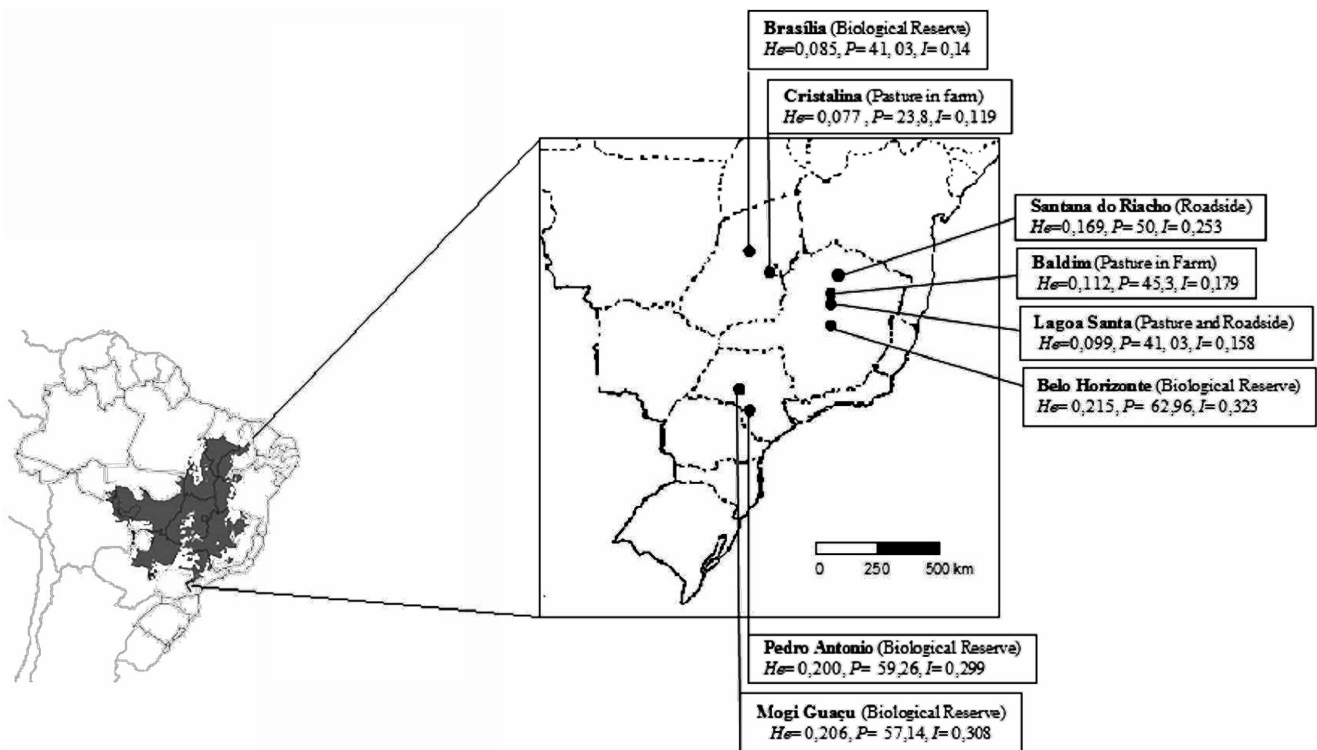 Brasília (Biological Reserve)
He=0,085, P= 41, 03, I= 0,14
Cristalina (Pasture in farm)
He= 0,077 , P= 23,8, I= 0,119
Santana do Riacho (Roadside)
He=0,169, P= 50, I= 0,253
Baldim (Pasture in Farm)
He=0,112, P= 45,3, I= 0,179
Lagoa Santa (Pasture and Roadside)
He=0,099, P= 41, 03, I= 0,158
Belo Horizonte (Biological Reserve)
He=0,215, P= 62,96, I= 0,323
0 250 500 km
Pedro Antonio (Biological Reserve)
He=0,200, P= 59,26, I= 0,299
Mogi Guaçu (Biological Reserve)
He=0,206, P= 57,14, I= 0,308